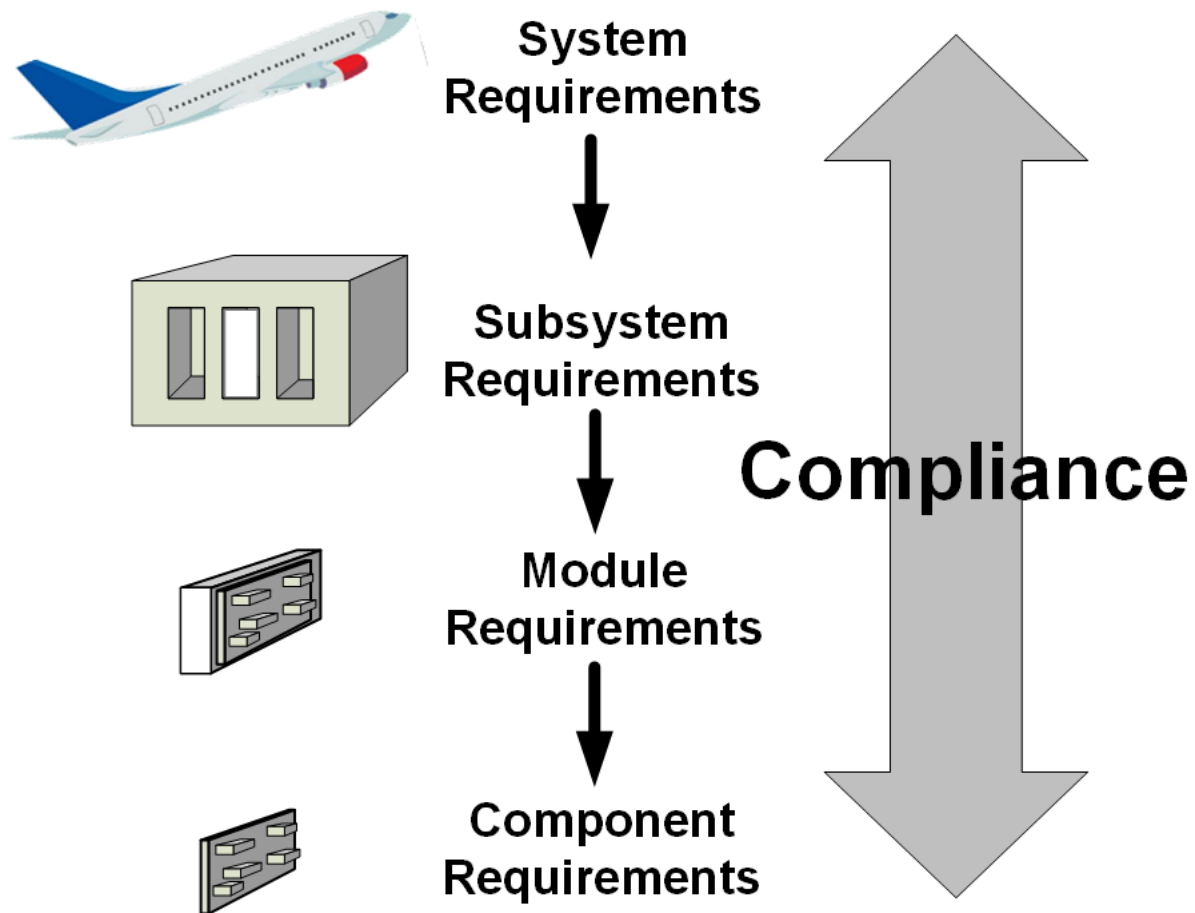 System
Requirements
Subsystem
Requirements
Compliance
Module
Requirements
Component
Requirements